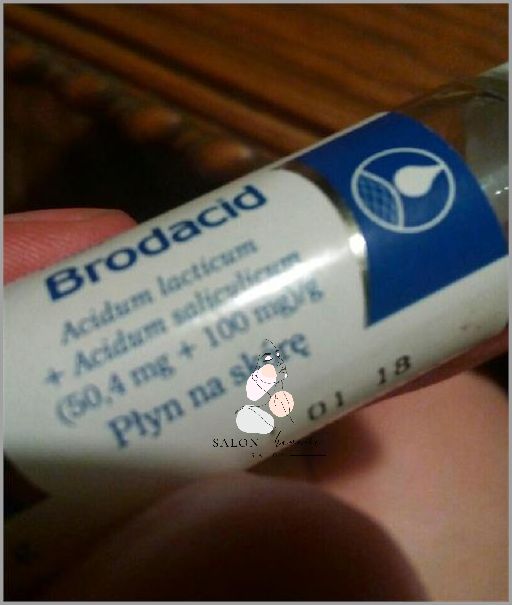 Brodacid
Acidum lacticum
+ Acidum salicylicum
(50,4 mg + 100 mg)/g
Płyn na skórę
01 18
SALON